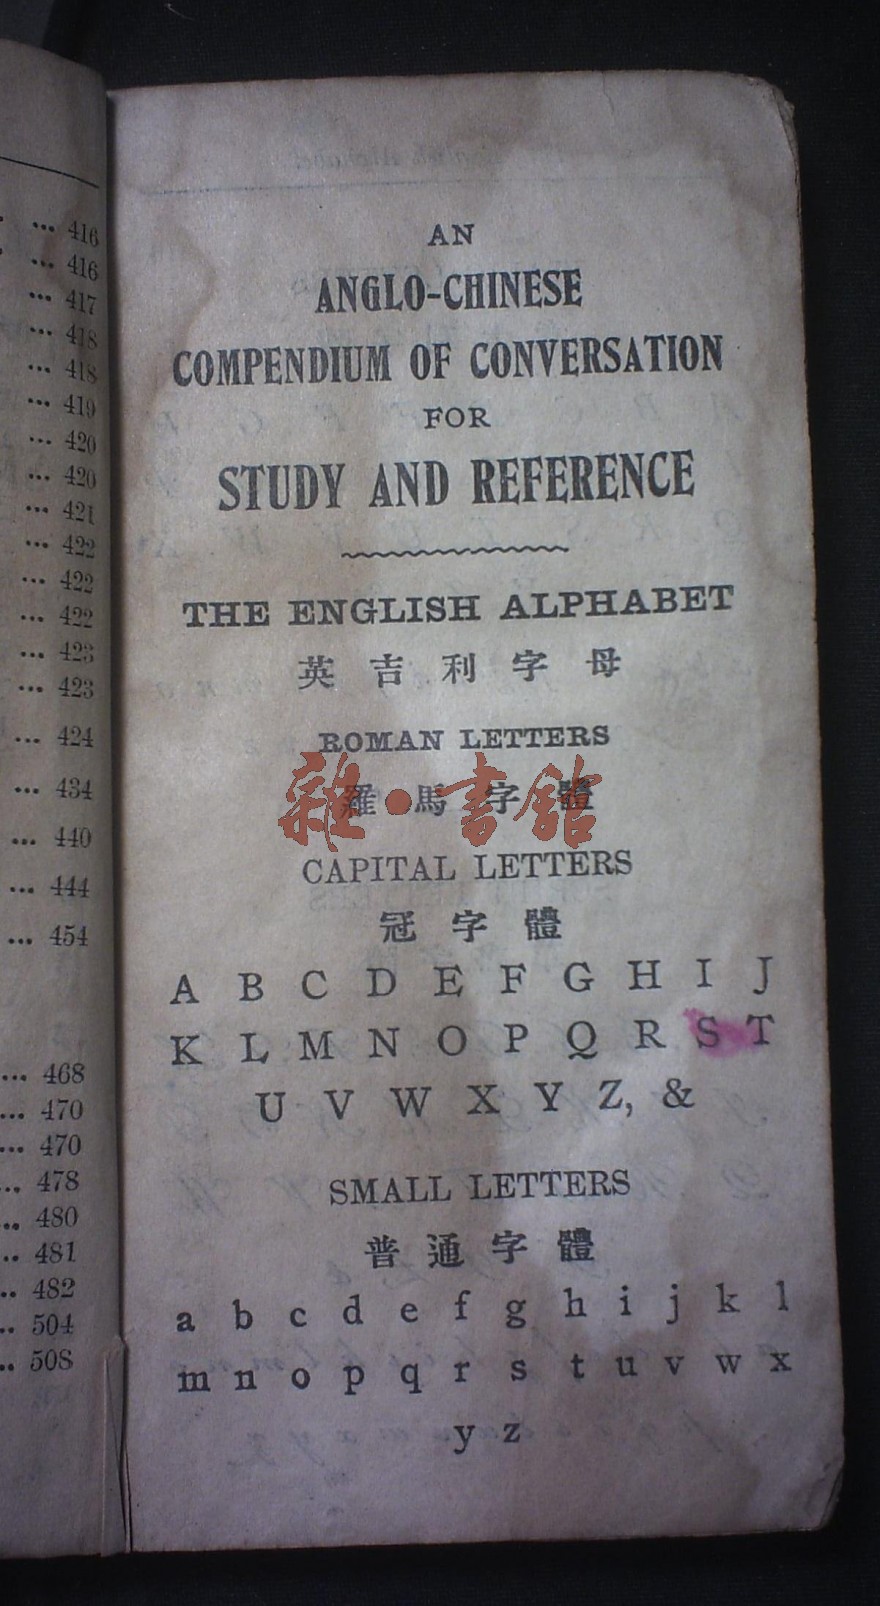 ... 416
... 416
... 417
... 418
... 418
... 419
... 420
... 420
... 421
... 422
... 422
... 422
... 423
... 423
... 424
... 434
... 440
... 444
... 454
... 468
... 470
... 470
... 478
... 480
.. 481
.. 482
.. 504
.. 508
AN
ANGLO-CHINESE
COMPENDIUM OF CONVERSATION
FOR
STUDY AND REFERENCE
THE ENGLISH ALPHABET
英吉利字母
ROMAN LETTERS
羅馬字體
雜·書館
CAPITAL LETTERS
冠字體
A B C D E F G H I J
K L M N O P Q R S T
U V W X Y Z, &
SMALL LETTERS
普通字體
a b c d e f g h i j k l
m n o p q r s t u v w x
y z